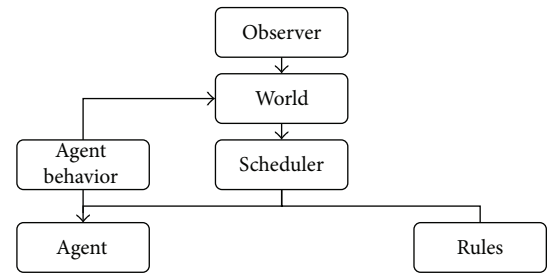 Observer
World
Agent
behavior
Scheduler
Agent
Rules